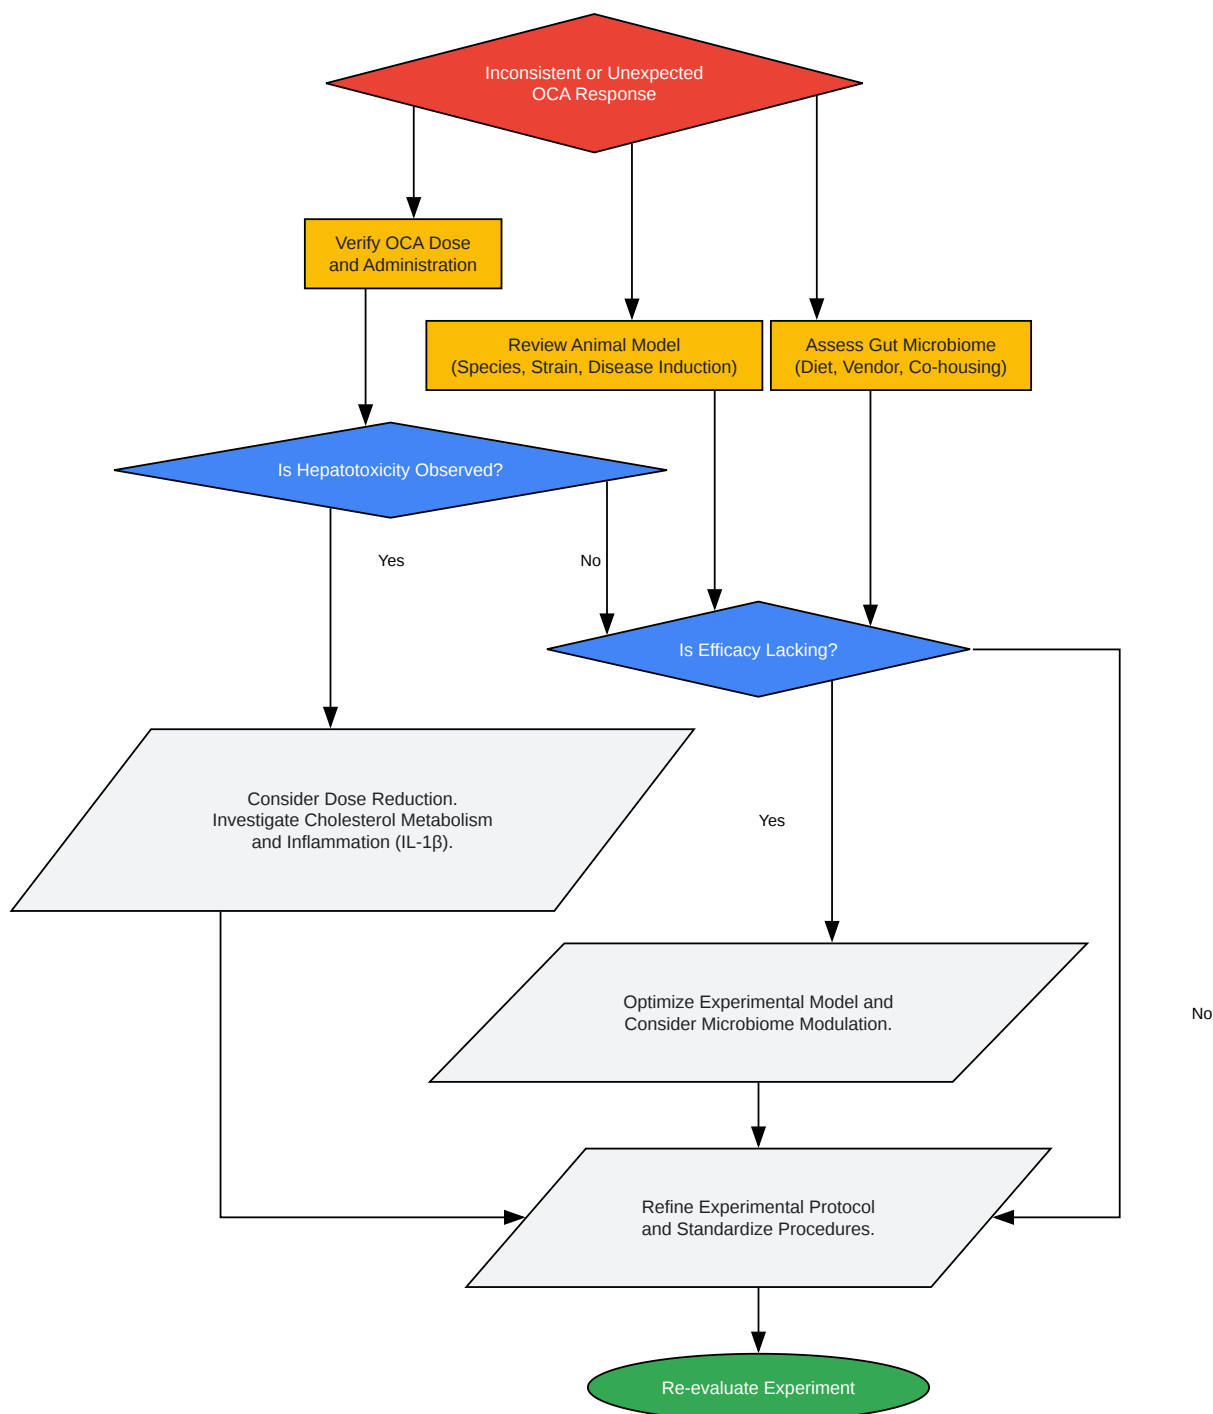 Inconsistent or Unexpected
OCA Response
Verify OCA Dose
and Administration
Review Animal Model
(Species, Strain, Disease Induction)
Assess Gut Microbiome
(Diet, Vendor, Co-housing)
Is Hepatotoxicity Observed?
Yes
No
Is Efficacy Lacking?
Consider Dose Reduction.
Investigate Cholesterol Metabolism
and Inflammation (IL-1β).
Yes
Optimize Experimental Model and
Consider Microbiome Modulation.
No
Refine Experimental Protocol
and Standardize Procedures.
Re-evaluate Experiment